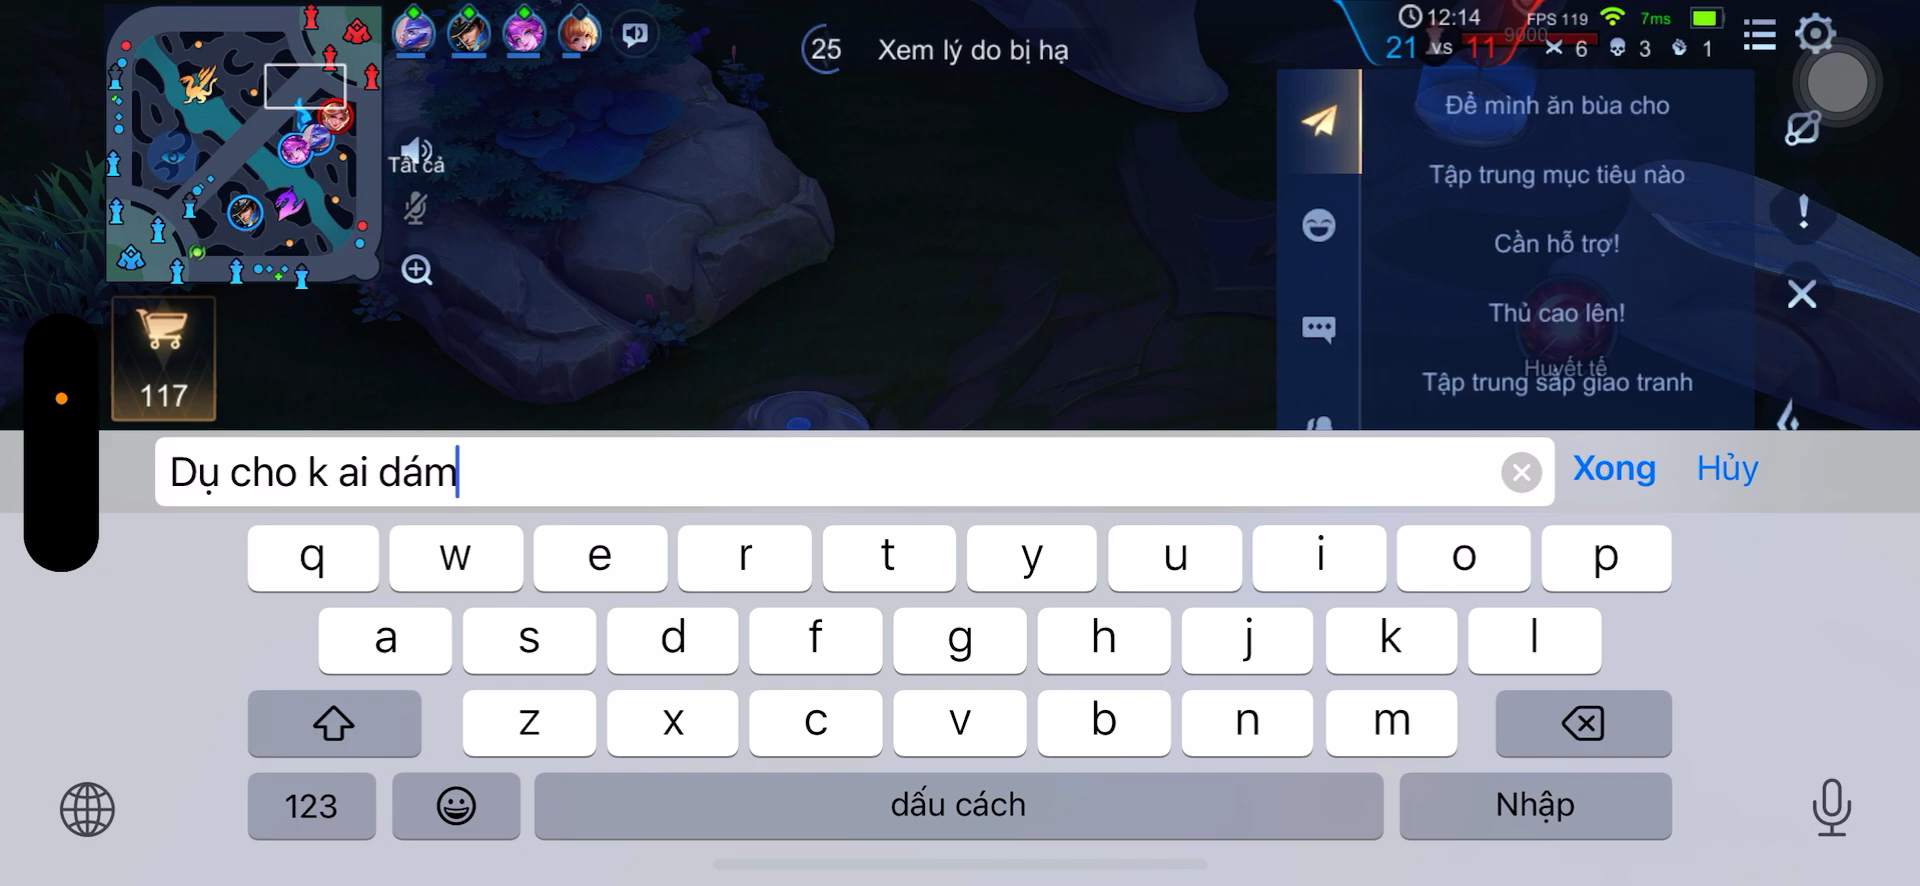 12:14
FPS 119
7ms
21 vs 11
9000
6
3
1
25
Xem lý do bị hạ
Tất cả
117
Để mình ăn bùa cho
Tập trung mục tiêu nào
Cần hỗ trợ!
Thủ cao lên!
Huyết tế
Tập trung sắp giao tranh
Dụ cho k ai dám
Xong
Hủy
q w e r t y u i o p
a s d f g h j k l
z x c v b n m
123
dấu cách
Nhập